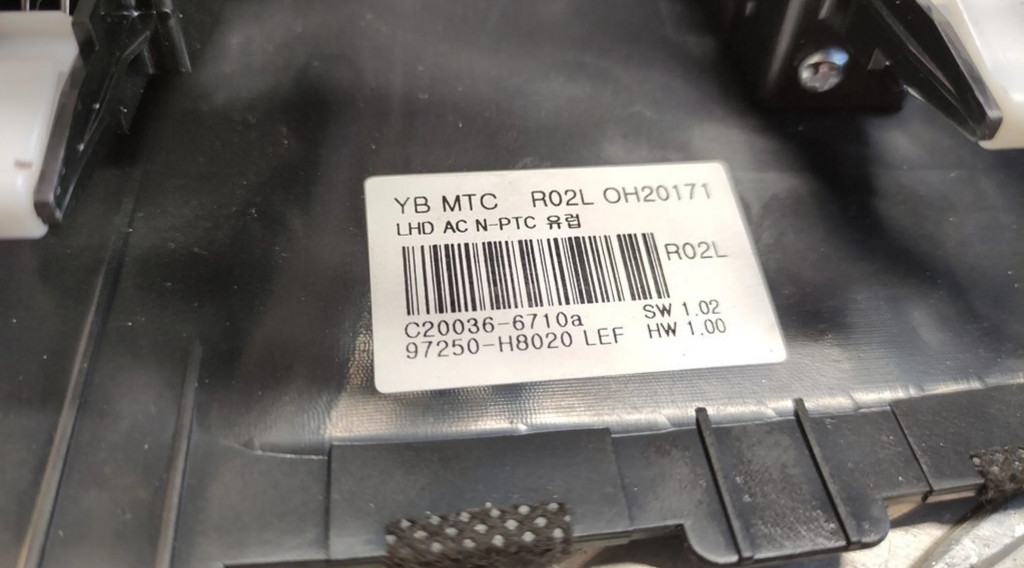 YB MTC R02L OH20171
LHD AC N-PTC 유럽
R02L
C20036-6710a SW 1.02
97250-H8020 LEF HW 1.00